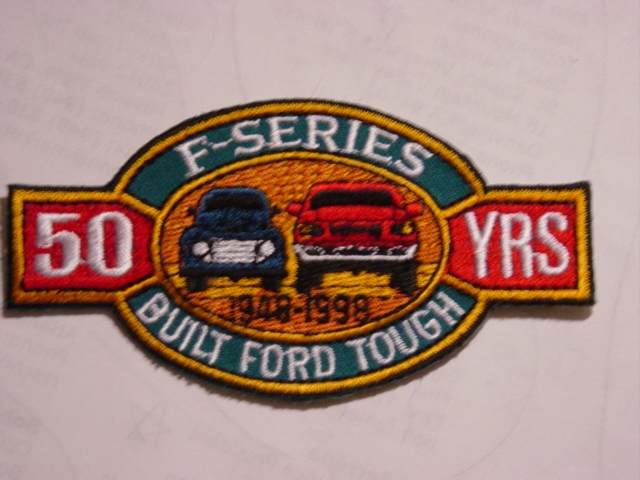 F-SERIES
50 YRS
1948-1998
BUILT FORD TOUGH